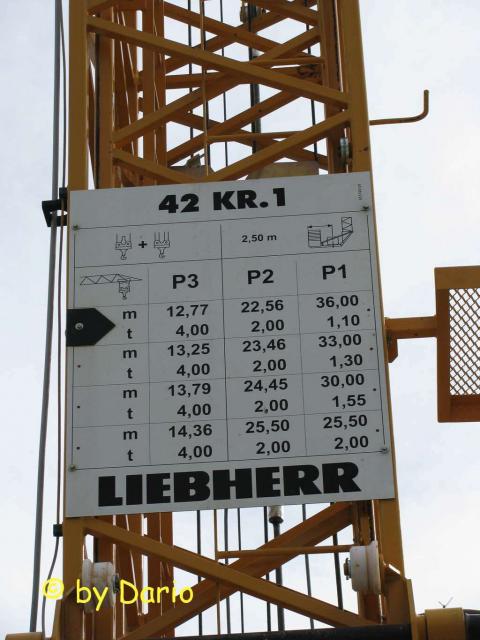 42 KR.1
+ 2,50 m
P3 P2 P1
m 12,77 22,56 36,00
t 4,00 2,00 1,10
m 13,25 23,46 33,00
t 4,00 2,00 1,30
m 13,79 24,45 30,00
t 4,00 2,00 1,55
m 14,36 25,50 25,50
t 4,00 2,00 2,00
LIEBHERR
© by Dario